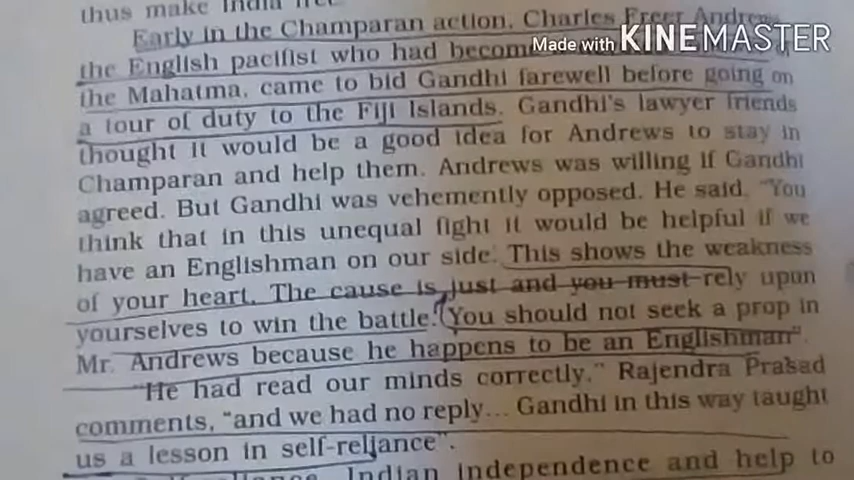 thus make India free
Early in the Champaran action, Charles Freer Andrews,
the English pacifist who had become
Made with KINEMASTER
the Mahatma, came to bid Gandhi farewell before going on
a tour of duty to the Fiji Islands. Gandhi's lawyer friends
thought it would be a good idea for Andrews to stay in
Champaran and help them. Andrews was willing if Gandhi
agreed. But Gandhi was vehemently opposed. He said, "You
think that in this unequal fight it would be helpful if we
have an Englishman on our side. This shows the weakness
of your heart. The cause is just and you must rely upon
yourselves to win the battle. You should not seek a prop in
Mr. Andrews because he happens to be an Englishman".
"He had read our minds correctly," Rajendra Prasad
comments, "and we had no reply... Gandhi in this way taught
us a lesson in self-reliance".
Indian independence and help to